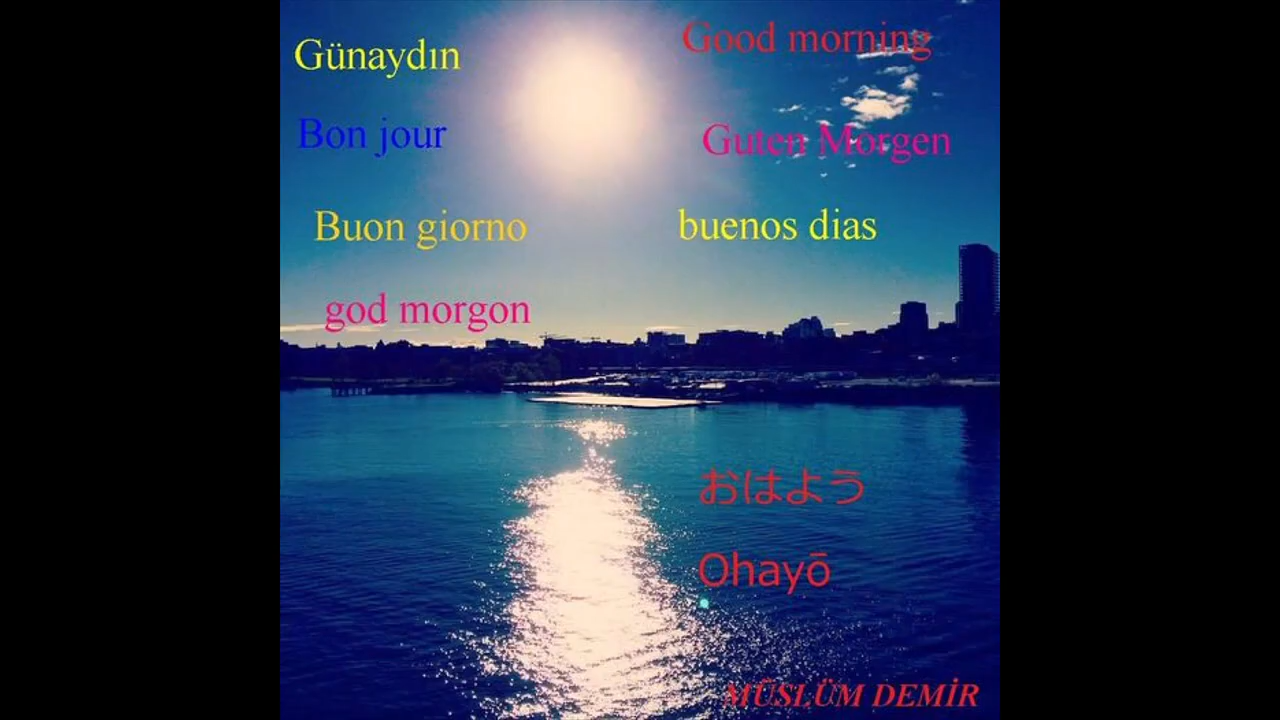 Günaydın
Good morning
Bon jour
Guten Morgen
Buon giorno
buenos dias
god morgon
おはよう
Ohayō
MÜSLÜM DEMİR